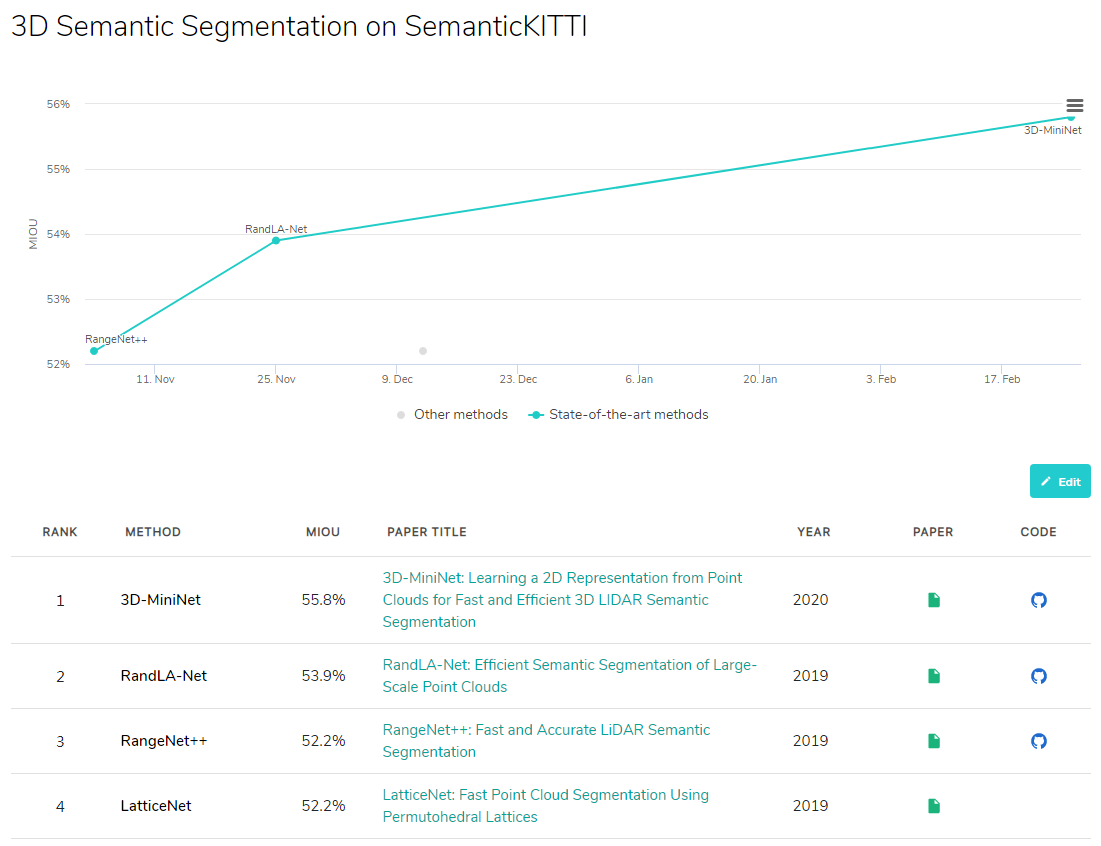 3D Semantic Segmentation on SemanticKITTI
56%
3D-MiniNet
55%
MIOU
RandLA-Net
54%
53%
RangeNet++
52%
11. Nov 25. Nov 9. Dec 23. Dec 6. Jan 20. Jan 3. Feb 17. Feb
Other methods State-of-the-art methods
Edit
RANK METHOD MIOU PAPER TITLE YEAR PAPER CODE
3D-MiniNet: Learning a 2D Representation from Point
1 3D-MiniNet 55.8% Clouds for Fast and Efficient 3D LIDAR Semantic 2020
Segmentation
2 RandLA-Net 53.9% RandLA-Net: Efficient Semantic Segmentation of Large- 2019
Scale Point Clouds
3 RangeNet++ 52.2% RangeNet++: Fast and Accurate LiDAR Semantic 2019
Segmentation
4 LatticeNet 52.2% LatticeNet: Fast Point Cloud Segmentation Using 2019
Permutohedral Lattices